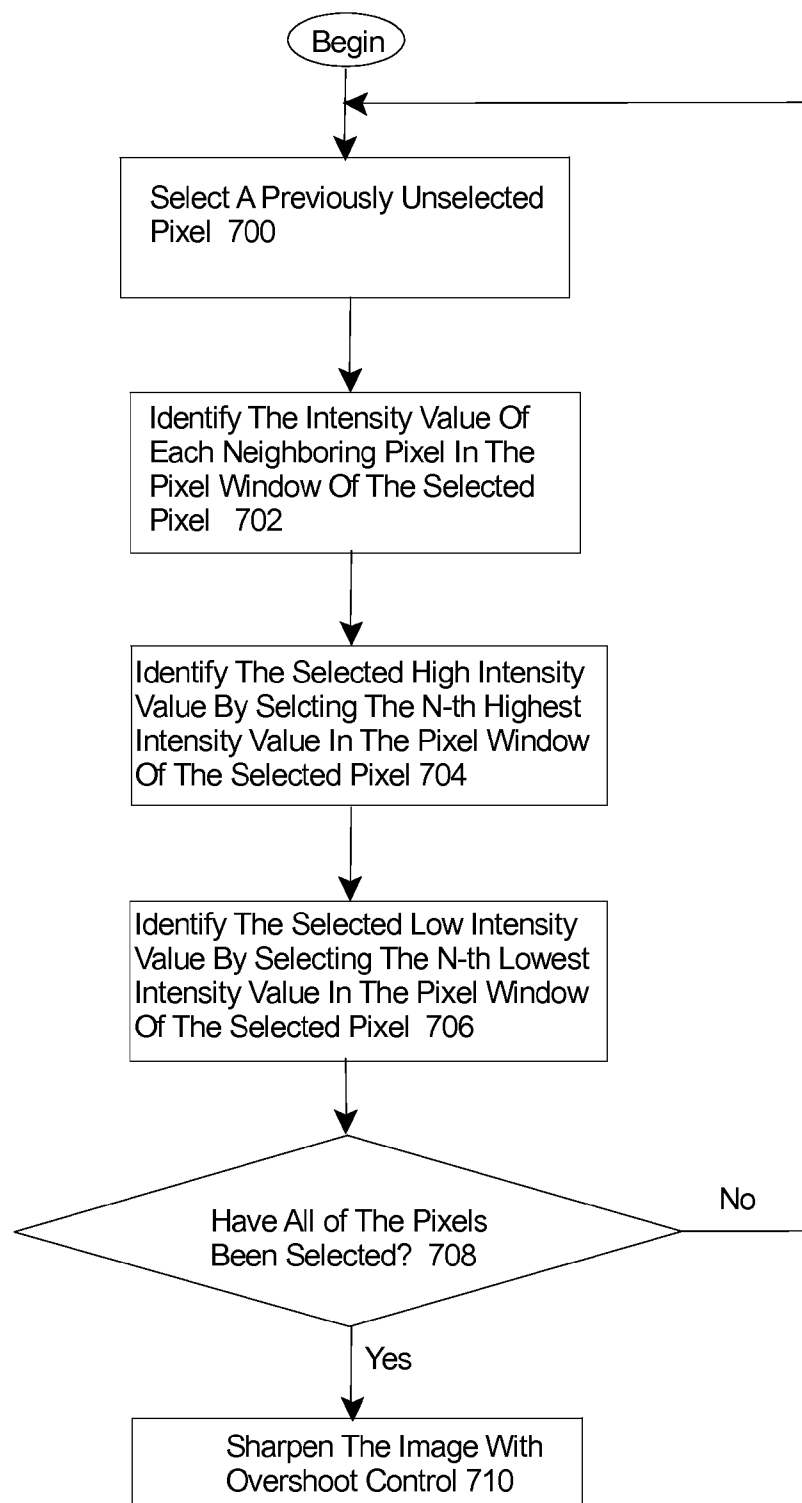 Begin
Select A Previously Unselected
Pixel 700
Identify The Intensity Value Of
Each Neighboring Pixel In The
Pixel Window Of The Selected
Pixel 702
Identify The Selected High Intensity
Value By Selcting The N-th Highest
Intensity Value In The Pixel Window
Of The Selected Pixel 704
Identify The Selected Low Intensity
Value By Selecting The N-th Lowest
Intensity Value In The Pixel Window
Of The Selected Pixel 706
Have All of The Pixels
Been Selected? 708
No
Yes
Sharpen The Image With
Overshoot Control 710